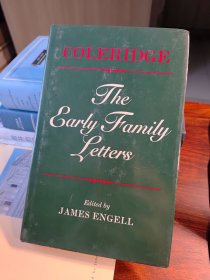 COLERIDGE
The
Early Family
Letters
Edited by
JAMES ENGELL